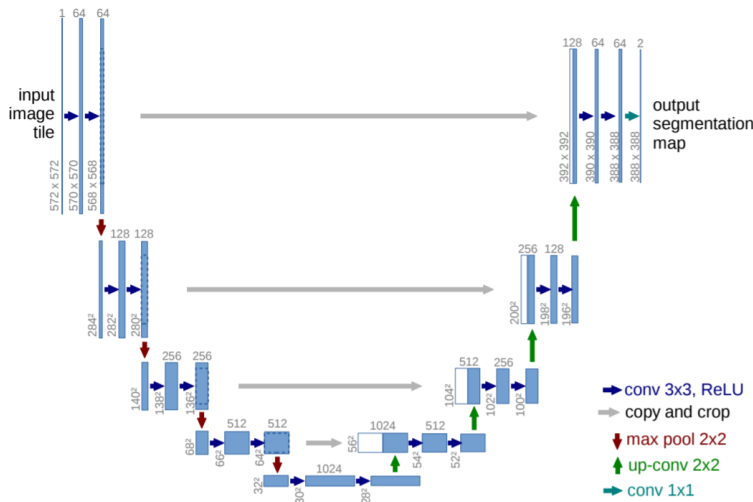 1 64 64
128 64 64 2
input
image
tile
output
segmentation
map
572 x 572
570 x 570
568 x 568
392 x 392
390 x 390
388 x 388
388 x 388
128 128
256 128
284²
282²
280²
200²
198²
196²
256 256
512 256
140²
138²
136²
104²
102²
100²
512 512
1024 512
68²
66²
64²
56²
54²
52²
1024
32²
30²
28²
conv 3x3, ReLU
copy and crop
max pool 2x2
up-conv 2x2
conv 1x1